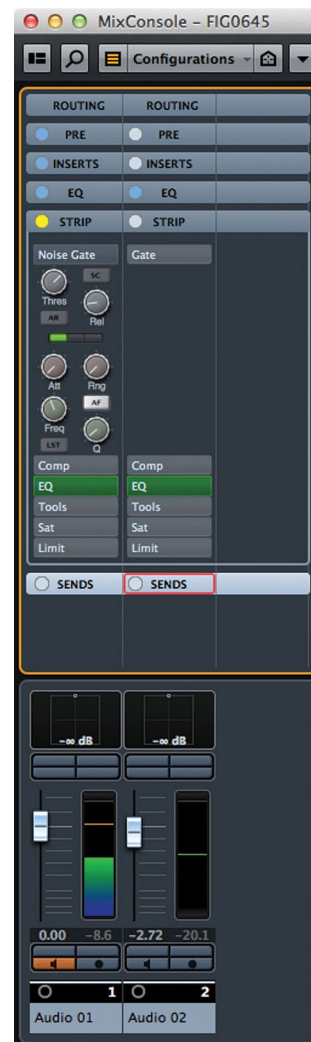 MixConsole – FIG0645
Configurations
ROUTING ROUTING
PRE PRE
INSERTS INSERTS
EQ EQ
STRIP STRIP
Noise Gate Gate
SC
Thres
AR Rel
Att Rng
AF
Freq
LST Q
Comp Comp
EQ EQ
Tools Tools
Sat Sat
Limit Limit
SENDS SENDS
-∞ dB -∞ dB
0.00 -8.6 -2.72 -20.1
1 2
Audio 01 Audio 02